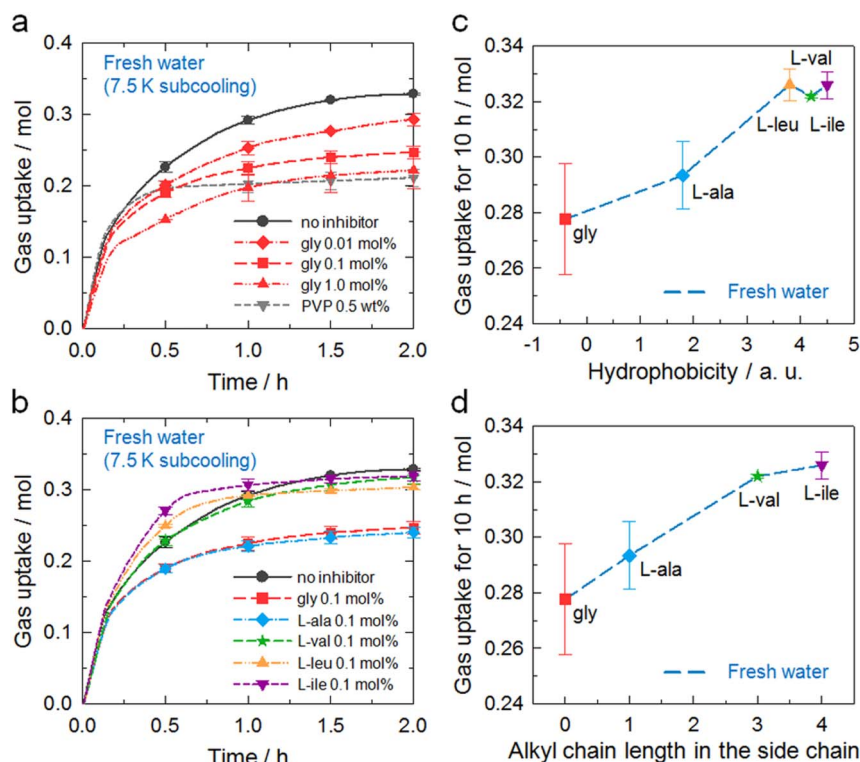 a
Fresh water
(7.5 K subcooling)
Gas uptake / mol
0.4
0.3
0.2
0.1
0.0
no inhibitor
gly 0.01 mol%
gly 0.1 mol%
gly 1.0 mol%
PVP 0.5 wt%
0.0 0.5 1.0 1.5 2.0
Time / h
b
Fresh water
(7.5 K subcooling)
Gas uptake / mol
0.4
0.3
0.2
0.1
0.0
no inhibitor
gly 0.1 mol%
L-ala 0.1 mol%
L-val 0.1 mol%
L-leu 0.1 mol%
L-ile 0.1 mol%
0.0 0.5 1.0 1.5 2.0
Time / h
c
Gas uptake for 10 h / mol
0.34
0.32
0.30
0.28
0.26
0.24
L-val
L-leu
L-ile
L-ala
gly
Fresh water
-1 0 1 2 3 4 5
Hydrophobicity / a. u.
d
Gas uptake for 10 h / mol
0.34
0.32
0.30
0.28
0.26
0.24
L-val
L-ile
L-ala
gly
Fresh water
0 1 2 3 4
Alkyl chain length in the side chain